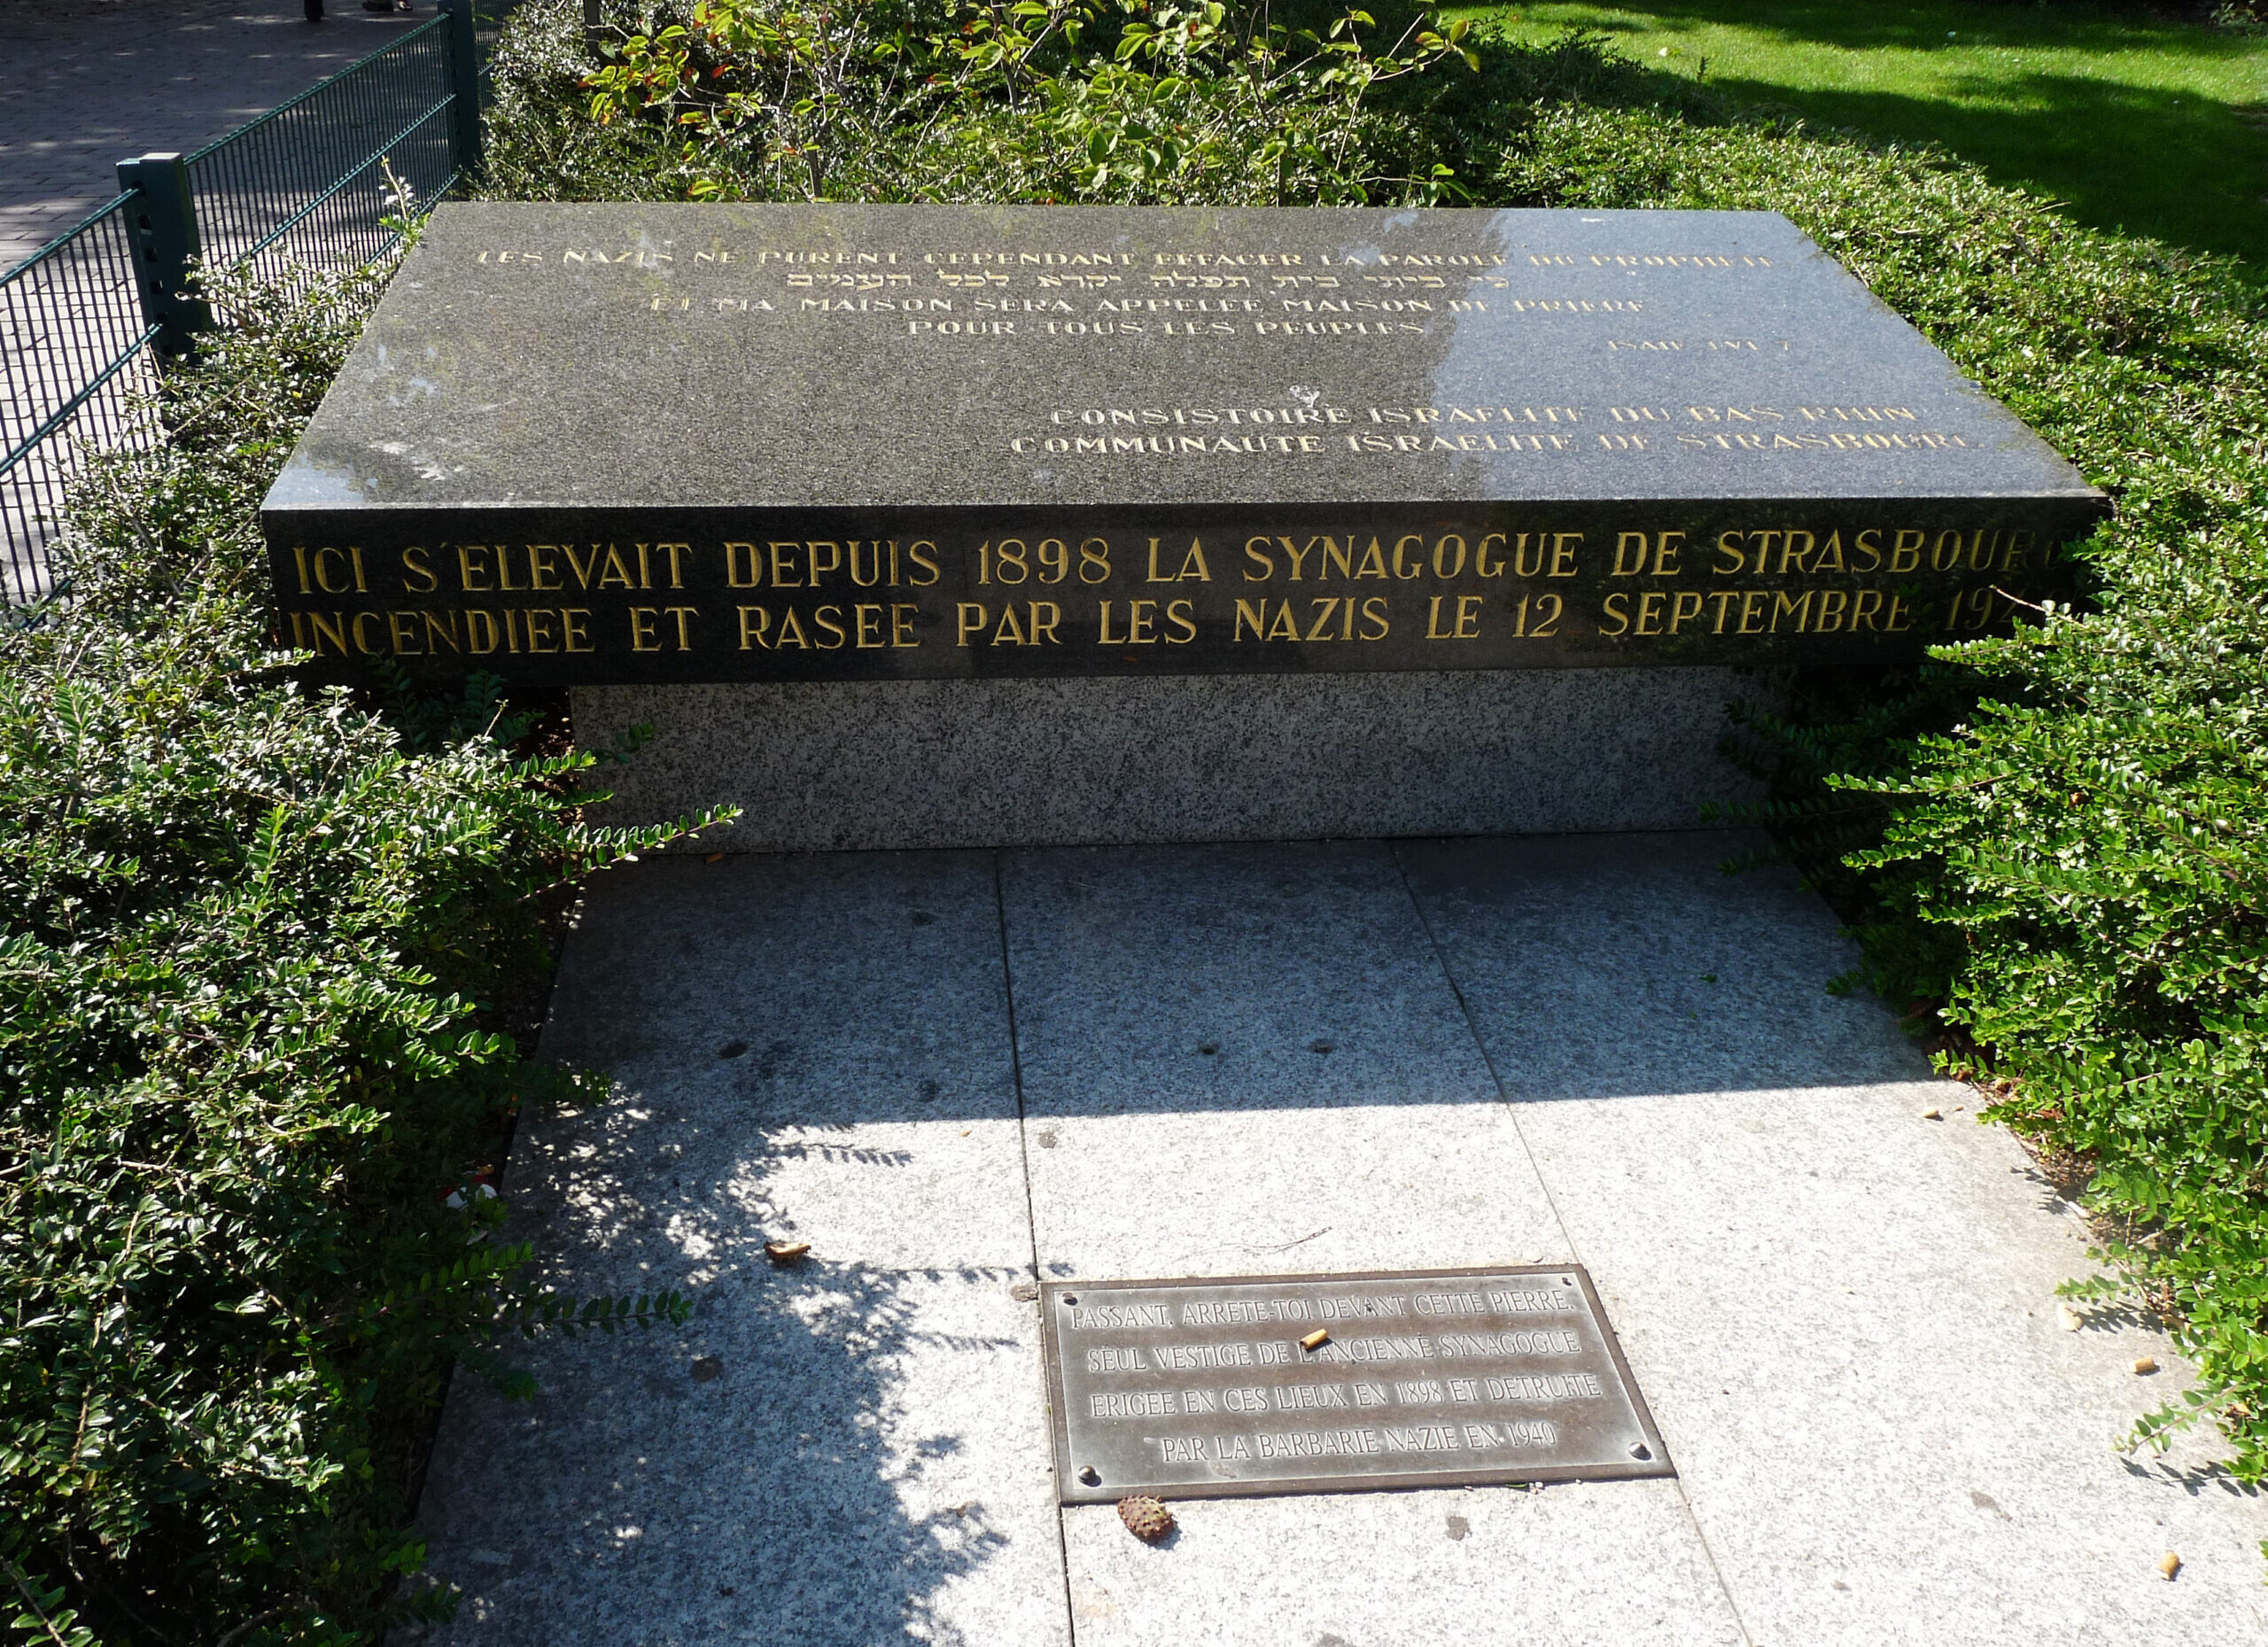 LES NAZIS NE PURENT CEPENDANT EFFACER LA PAROLE DU PROPHETE
כי ביתי בית תפלה יקרא לכל העמים
ET MA MAISON SERA APPELEE MAISON DE PRIERE
POUR TOUS LES PEUPLES
ISAIE LVI 7
CONSISTOIRE ISRAELITE DU BAS RHIN
COMMUNAUTE ISRAELITE DE STRASBOURG
ICI S'ELEVAIT DEPUIS 1898 LA SYNAGOGUE DE STRASBOURG
INCENDIEE ET RASEE PAR LES NAZIS LE 12 SEPTEMBRE
PASSANT, ARRETE-TOI DEVANT CETTE PIERRE,
SEUL VESTIGE DE L'ANCIENNE SYNAGOGUE
ERIGEE EN CES LIEUX EN 1898 ET DETRUITE
PAR LA BARBARIE NAZIE EN 1940